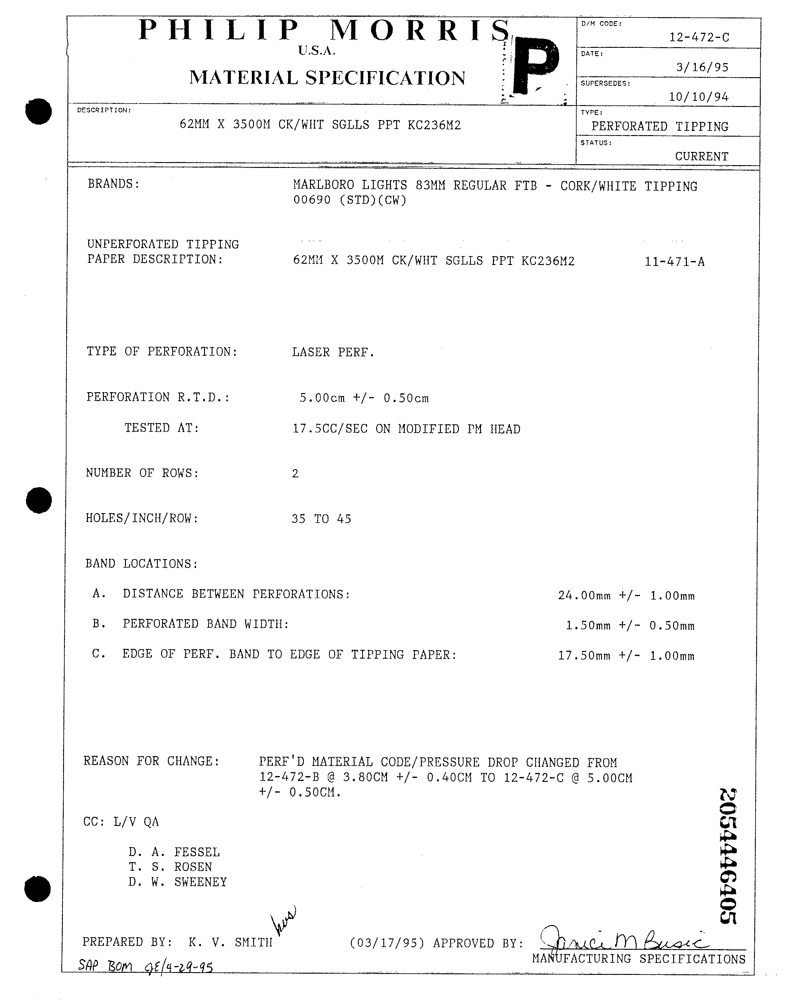 PHILIP MORRIS
U.S.A.
MATERIAL SPECIFICATION
P
D/M CODE:
12-472-C
DATE:
3/16/95
SUPERSEDES:
10/10/94
DESCRIPTION:
62MM X 3500M CK/WHT SGLLS PPT KC236M2
TYPE:
PERFORATED TIPPING
STATUS:
CURRENT
BRANDS: MARLBORO LIGHTS 83MM REGULAR FTB - CORK/WHITE TIPPING
00690 (STD)(CW)
UNPERFORATED TIPPING
PAPER DESCRIPTION: 62MM X 3500M CK/WHT SGLLS PPT KC236M2 11-471-A
TYPE OF PERFORATION: LASER PERF.
PERFORATION R.T.D.: 5.00cm +/- 0.50cm
TESTED AT: 17.5CC/SEC ON MODIFIED PM HEAD
NUMBER OF ROWS: 2
HOLES/INCH/ROW: 35 TO 45
BAND LOCATIONS:
A. DISTANCE BETWEEN PERFORATIONS: 24.00mm +/- 1.00mm
B. PERFORATED BAND WIDTH: 1.50mm +/- 0.50mm
C. EDGE OF PERF. BAND TO EDGE OF TIPPING PAPER: 17.50mm +/- 1.00mm
REASON FOR CHANGE: PERF'D MATERIAL CODE/PRESSURE DROP CHANGED FROM
12-472-B @ 3.80CM +/- 0.40CM TO 12-472-C @ 5.00CM
+/- 0.50CM.
CC: L/V QA
D. A. FESSEL
T. S. ROSEN
D. W. SWEENEY
2054446405
kvs
PREPARED BY: K. V. SMITH (03/17/95) APPROVED BY: Janice M Busic
MANUFACTURING SPECIFICATIONS
SAP BOM 9E/4-29-95